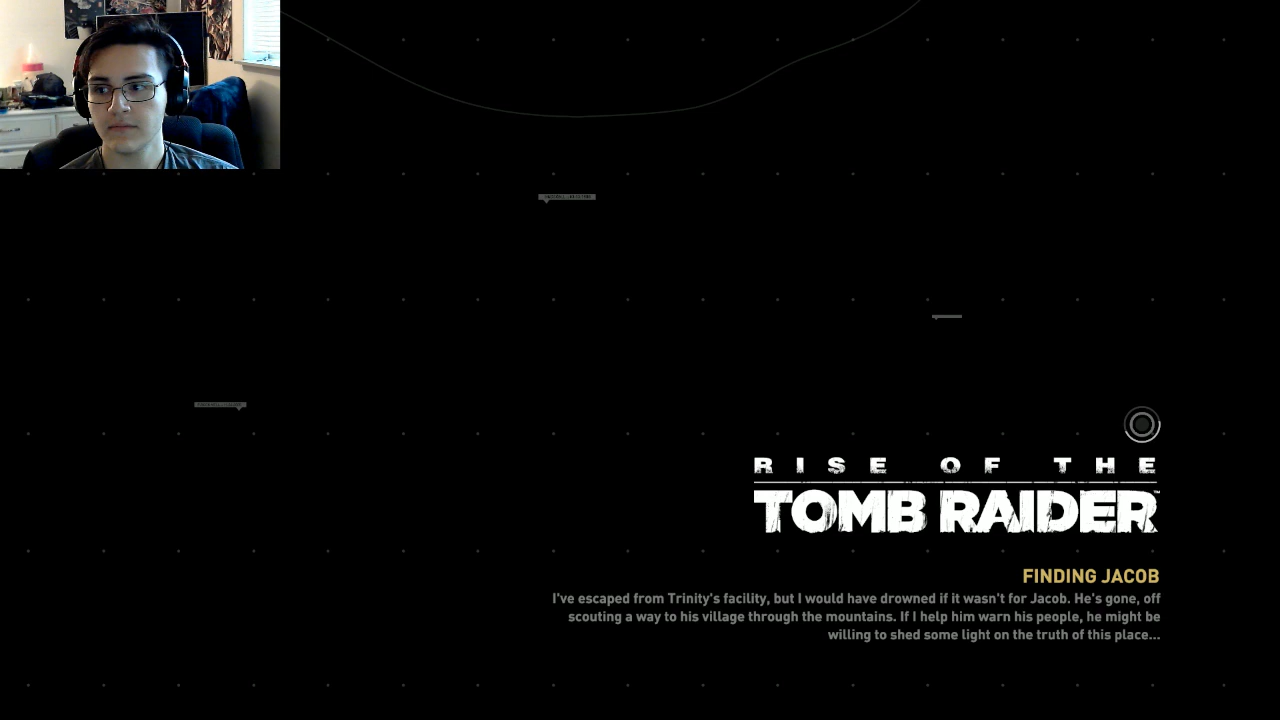 RISE OF THE
TOMB RAIDER
FINDING JACOB
I've escaped from Trinity's facility, but I would have drowned if it wasn't for Jacob. He's gone, off
scouting a way to his village through the mountains. If I help him warn his people, he might be
willing to shed some light on the truth of this place...